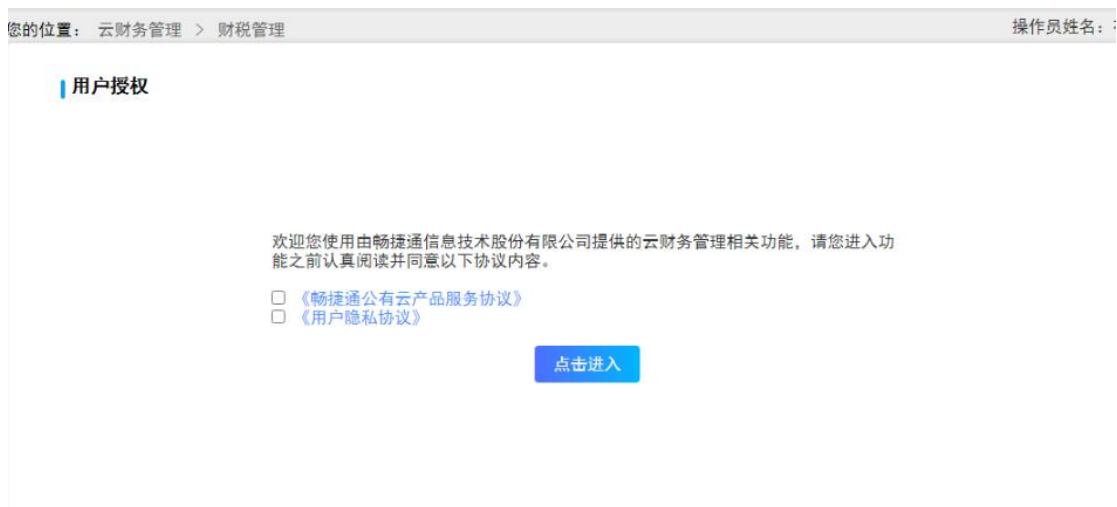 您的位置： 云财务管理 > 财税管理
操作员姓名：
用户授权
欢迎您使用由畅捷通信息技术股份有限公司提供的云财务管理相关功能，请您进入功
能之前认真阅读并同意以下协议内容。
《畅捷通公有云产品服务协议》
《用户隐私协议》
点击进入